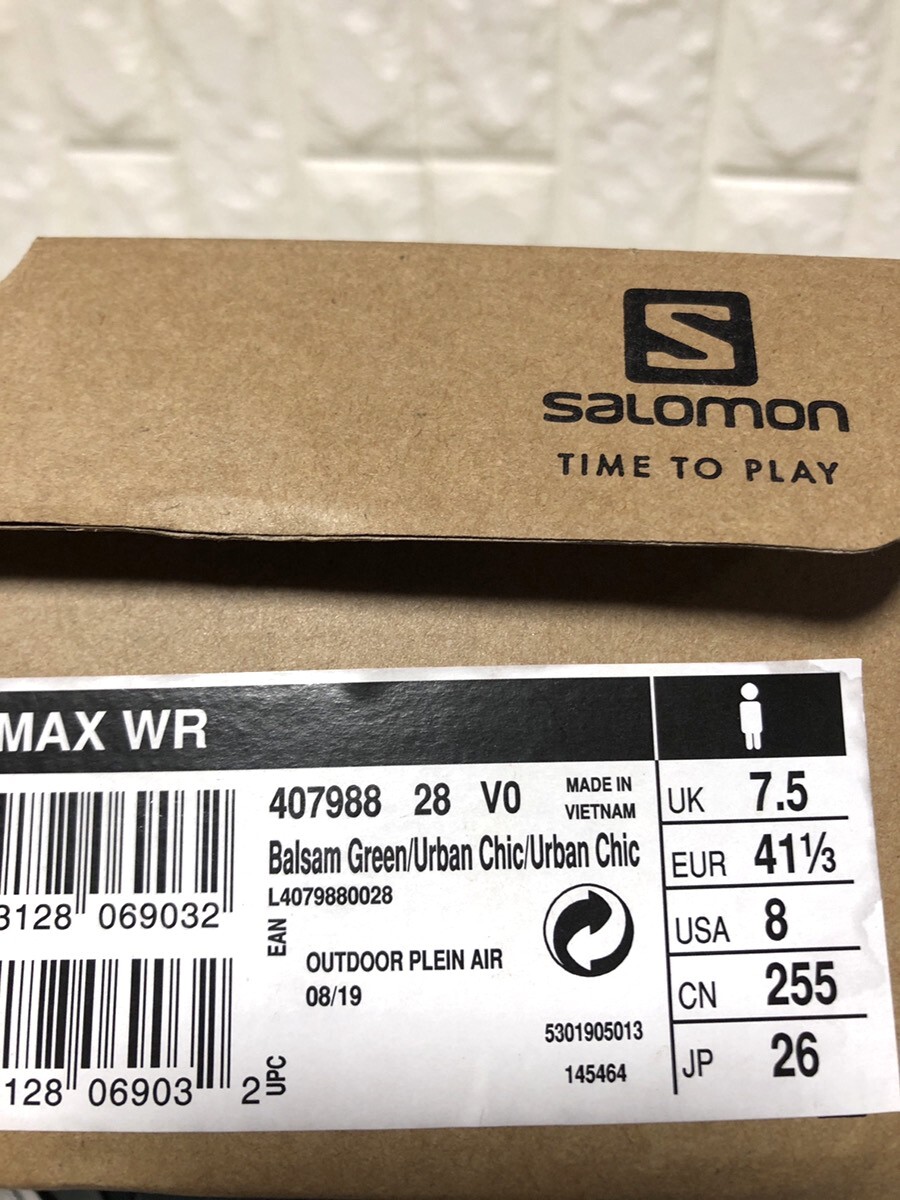 S
SALOMON
TIME TO PLAY
MAX WR
407988 28 V0
MADE IN
VIETNAM
Balsam Green/Urban Chic/Urban Chic
L4079880028
3128 069032
EAN
OUTDOOR PLEIN AIR
08/19
5301905013
145464
128 06903 2
UPC
UK 7.5
EUR 41⅓
USA 8
CN 255
JP 26